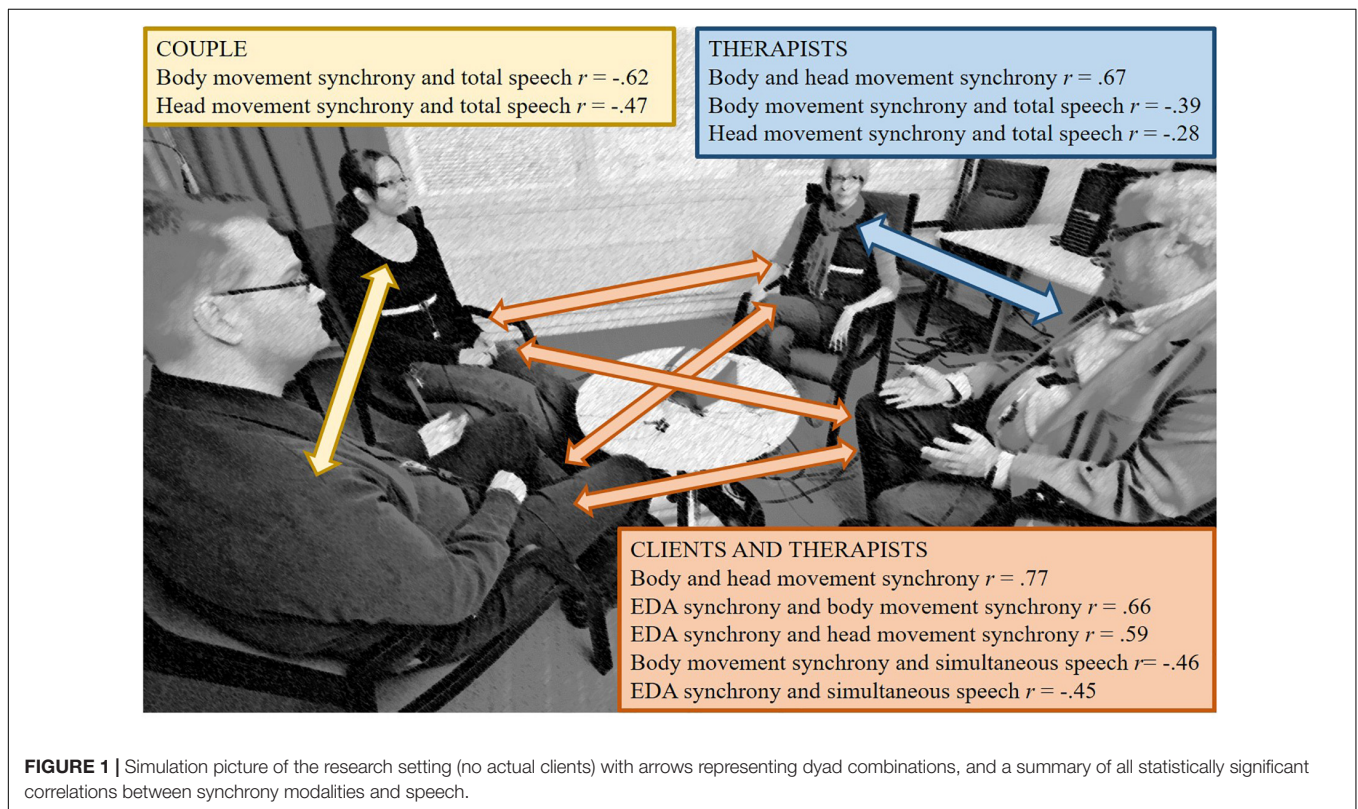 COUPLE
Body movement synchrony and total speech r = -.62
Head movement synchrony and total speech r = -.47
THERAPISTS
Body and head movement synchrony r = .67
Body movement synchrony and total speech r = -.39
Head movement synchrony and total speech r = -.28
CLIENTS AND THERAPISTS
Body and head movement synchrony r = .77
EDA synchrony and body movement synchrony r = .66
EDA synchrony and head movement synchrony r = .59
Body movement synchrony and simultaneous speech r= -.46
EDA synchrony and simultaneous speech r = -.45
FIGURE 1 | Simulation picture of the research setting (no actual clients) with arrows representing dyad combinations, and a summary of all statistically significant
correlations between synchrony modalities and speech.